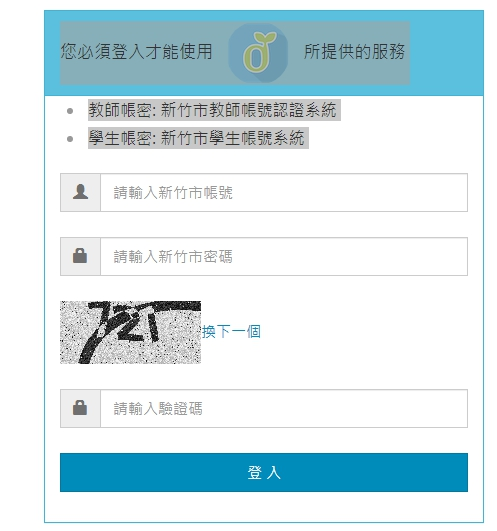 您必須登入才能使用 所提供的服務
教師帳密: 新竹市教師帳號認證系統
學生帳密: 新竹市學生帳號系統
請輸入新竹市帳號
請輸入新竹市密碼
換下一個
請輸入驗證碼
登 入